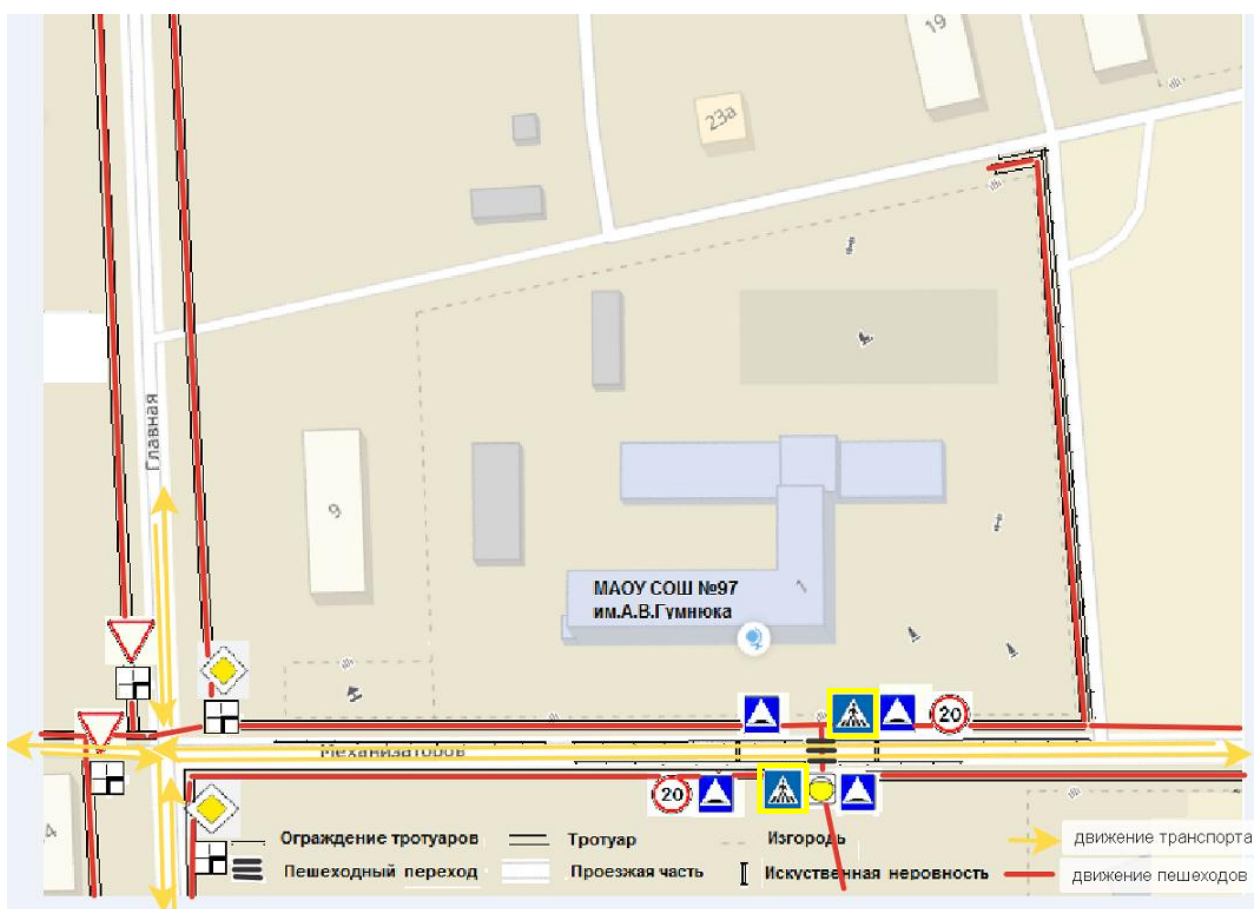 19
23а
Главная
9
МАОУ СОШ №97
им.А.В.Гумнюка
20
Механизаторов
20
Ограждение тротуаров
Тротуар
Изгородь
движение транспорта
Пешеходный переход
Проезжая часть
Искуственная неровность
движение пешеходов